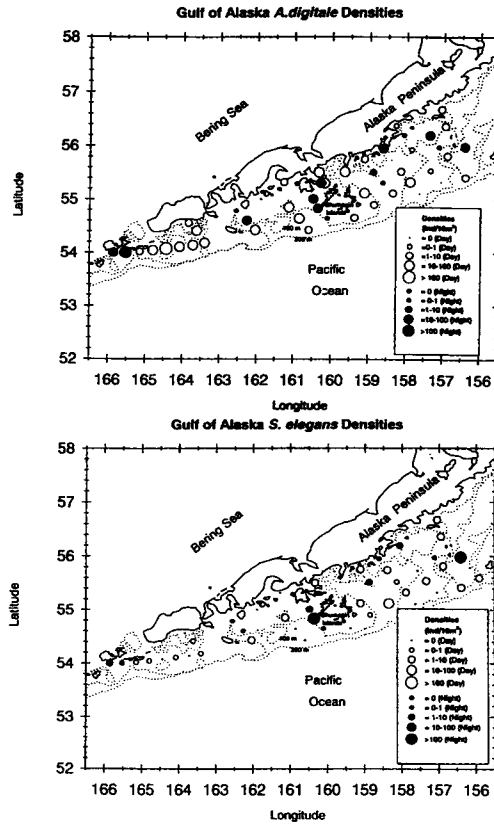 Gulf of Alaska A.digitale Densities
58
57
56
55
54
53
52
Latitude
Bering Sea
Alaska Peninsula
Pacific
Ocean
Densities
= 0 (Day)
= 0-1 (Day)
= 1-10 (Day)
= 10-100 (Day)
> 100 (Day)
= 0 (Night)
= 0-1 (Night)
= 1-10 (Night)
= 10-100 (Night)
>100 (Night)
166 165 164 163 162 161 160 159 158 157 156
Longitude
Gulf of Alaska S. elegans Densities
58
57
56
55
54
53
52
Latitude
Bering Sea
Alaska Peninsula
Pacific
Ocean
Densities
= 0 (Day)
= 0-1 (Day)
= 1-10 (Day)
= 10-100 (Day)
> 100 (Day)
= 0 (Night)
= 0-1 (Night)
= 1-10 (Night)
= 10-100 (Night)
>100 (Night)
166 165 164 163 162 161 160 159 158 157 156
Longitude